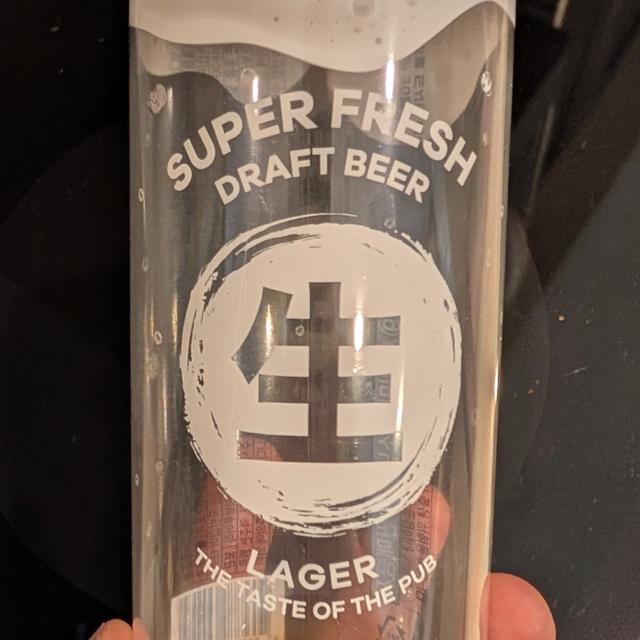 SUPER FRESH
DRAFT BEER
生
LAGER
THE TASTE OF THE PUB